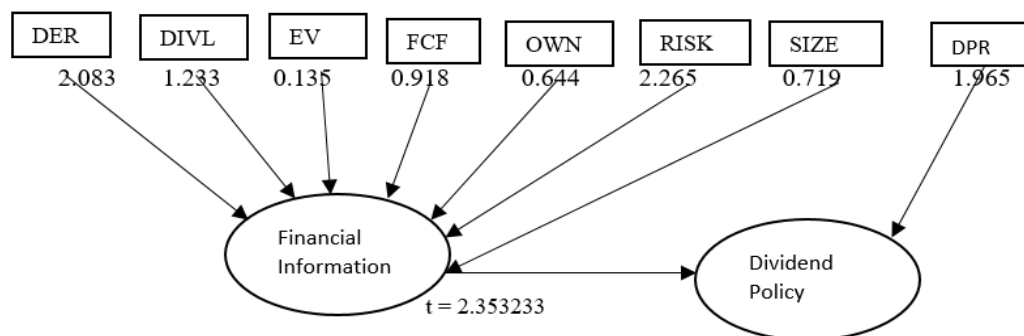 DER
DIVL
EV
FCF
OWN
RISK
SIZE
DPR
2.083
1.233
0.135
0.918
0.644
2.265
0.719
1.965
Financial
Information
Dividend
Policy
t = 2.353233